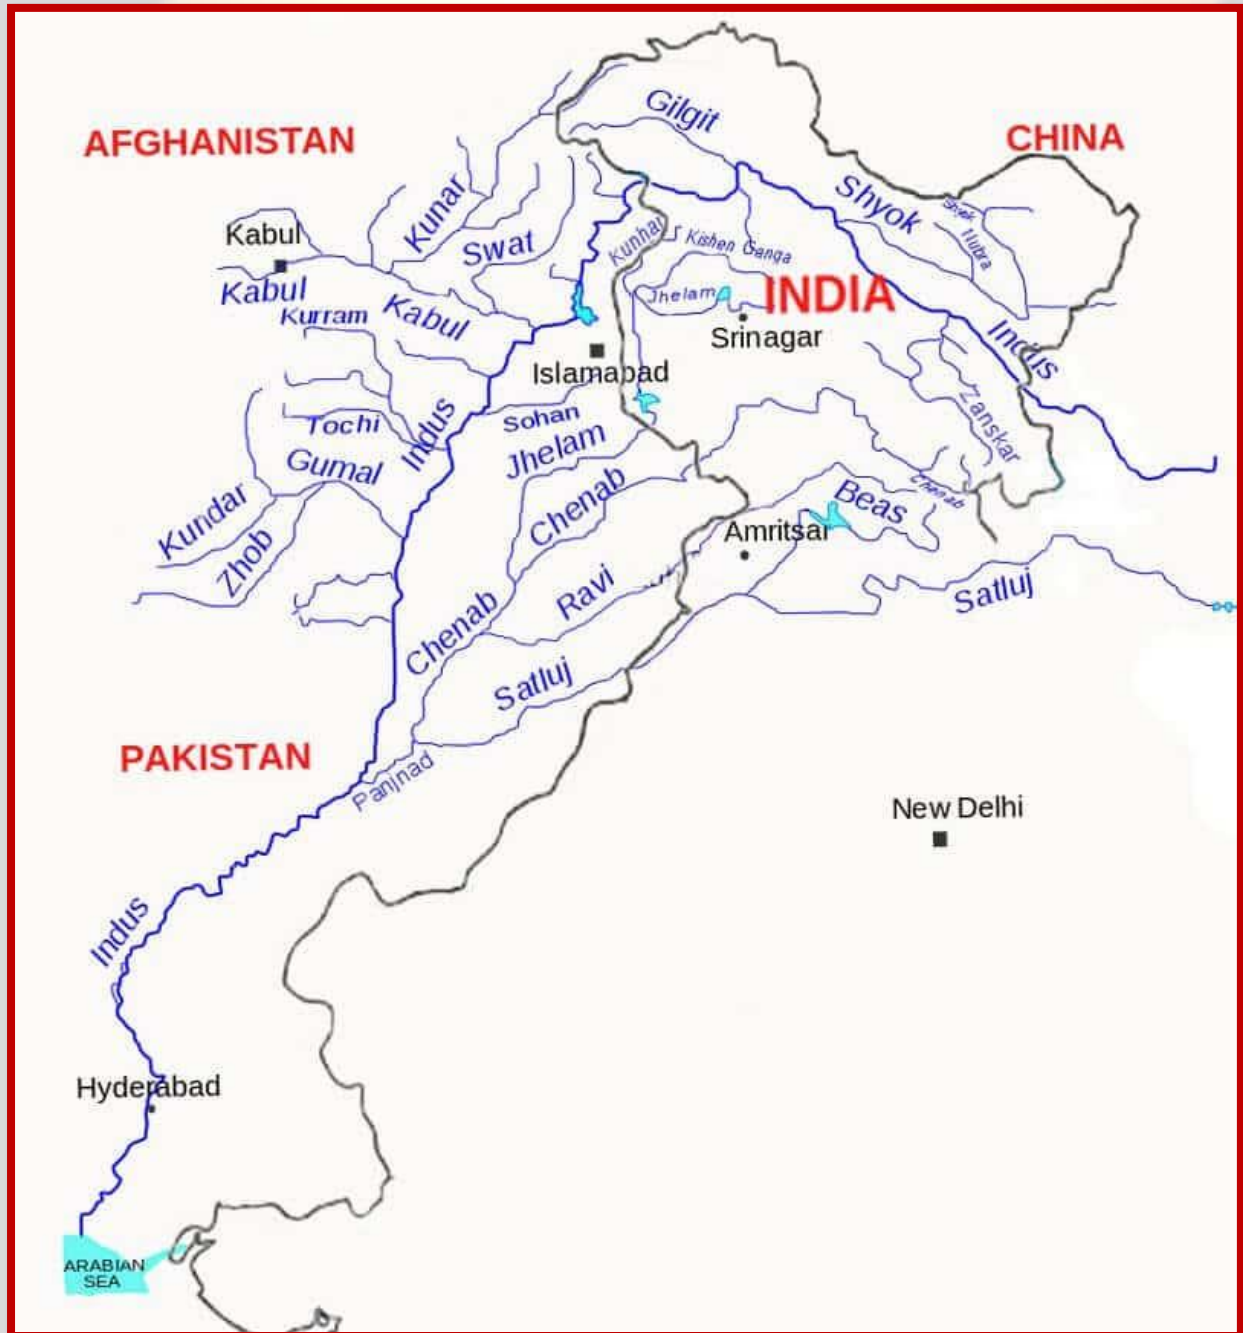 Gilgit
AFGHANISTAN
CHINA
Shyok
Shyok
Nubra
Kunar
Swat
Kabul
Kunhar
Kishen Ganga
Kabul
Kabul
Kurram
Jhelam
INDIA
Srinagar
Indus
Islamabad
Zanskar
Sohan
Tochi
Indus
Jhelam
Gumal
Chenab
Chenab
Beas
Kundar
Amritsar
Zhob
Ravi
Satluj
Chenab
Satluj
PAKISTAN
Panjnad
New Delhi
Indus
Hyderabad
ARABIAN
SEA